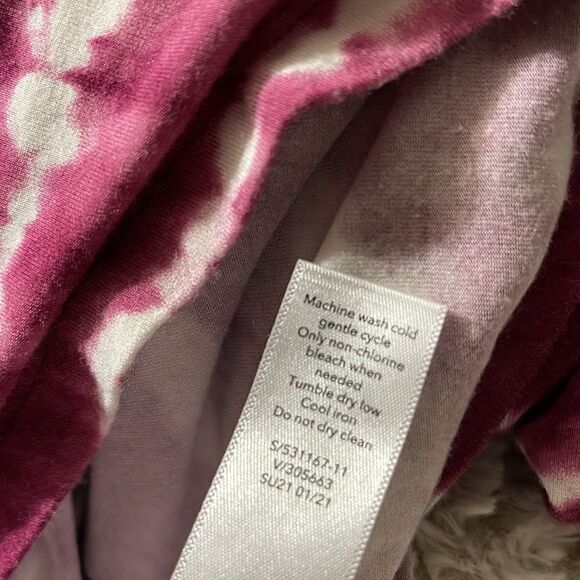 Machine wash cold
gentle cycle
Only non-chlorine
bleach when
needed
Tumble dry low
Cool iron
Do not dry clean
S/531167-11
V/305663
SU21 01/21